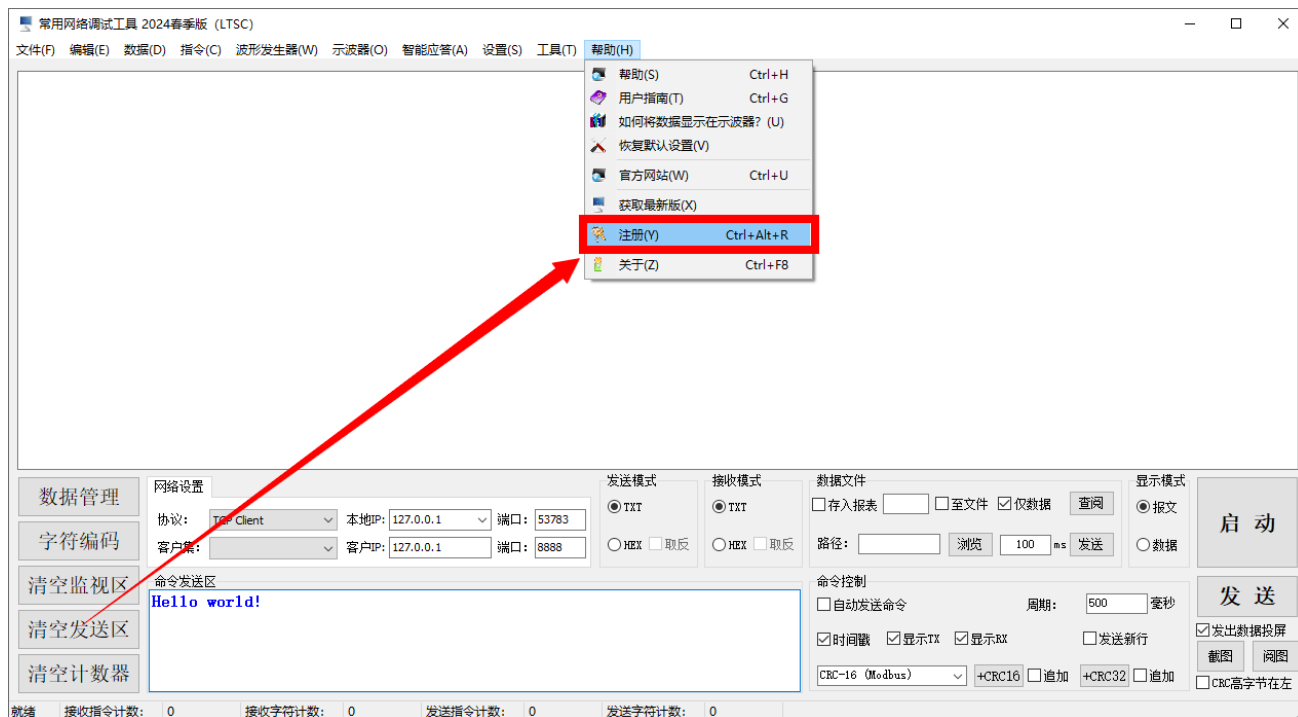 常用网络调试工具 2024春季版（LTSC）
文件(F) 编辑(E) 数据(D) 指令(C) 波形发生器(W) 示波器(O) 智能应答(A) 设置(S) 工具(T) 帮助(H)
帮助(S) Ctrl+H
用户指南(T) Ctrl+G
如何将数据显示在示波器？(U)
恢复默认设置(V)
官方网站(W) Ctrl+U
获取最新版(X)
注册(Y) Ctrl+Alt+R
关于(Z) Ctrl+F8
数据管理
字符编码
清空监视区
清空发送区
清空计数器
网络设置
协议: TCP Client 本地IP: 127.0.0.1 端口: 53783
客户集: 客户IP: 127.0.0.1 端口: 8888
发送模式
TXT
HEX 取反
接收模式
TXT
HEX 取反
数据文件
存入报表 至文件 仅数据 查阅
路径: 浏览 100 ms 发送
显示模式
报文
数据
启 动
命令发送区
Hello world!
命令控制
自动发送命令 周期: 500 毫秒
时间戳 显示TX 显示RX 发送新行
CRC-16 (Modbus) +CRC16 追加 +CRC32 追加
发 送
发出数据投屏
截图 阅图
CRC高字节在左
就绪 接收指令计数: 0 接收字符计数: 0 发送指令计数: 0 发送字符计数: 0